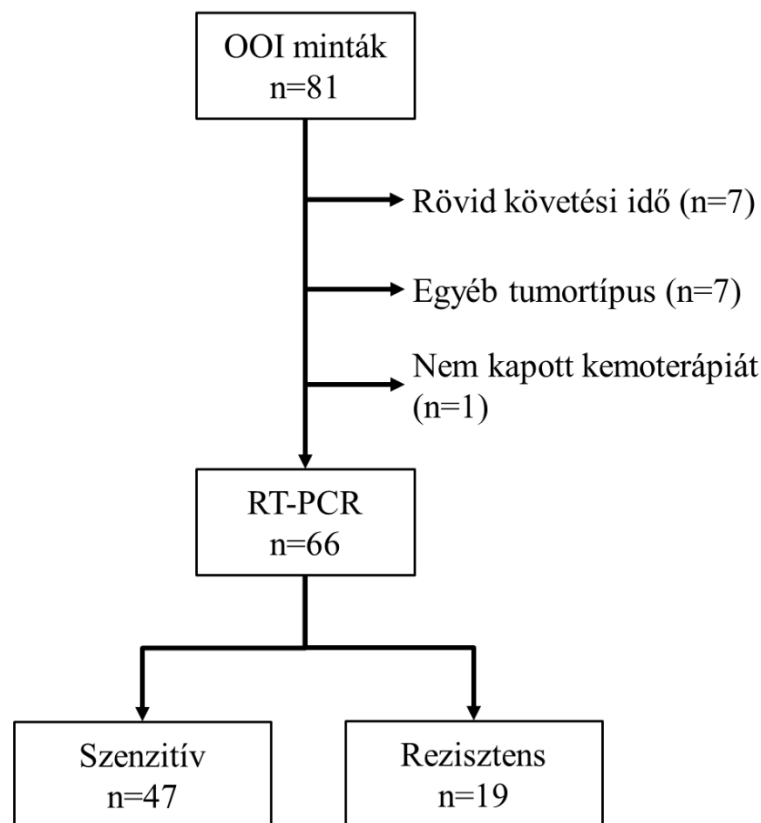 OOI minták
n=81
Rövid követési idő (n=7)
Egyéb tumortípus (n=7)
Nem kapott kemoterápiát
(n=1)
RT-PCR
n=66
Szenzitív
n=47
Rezisztens
n=19